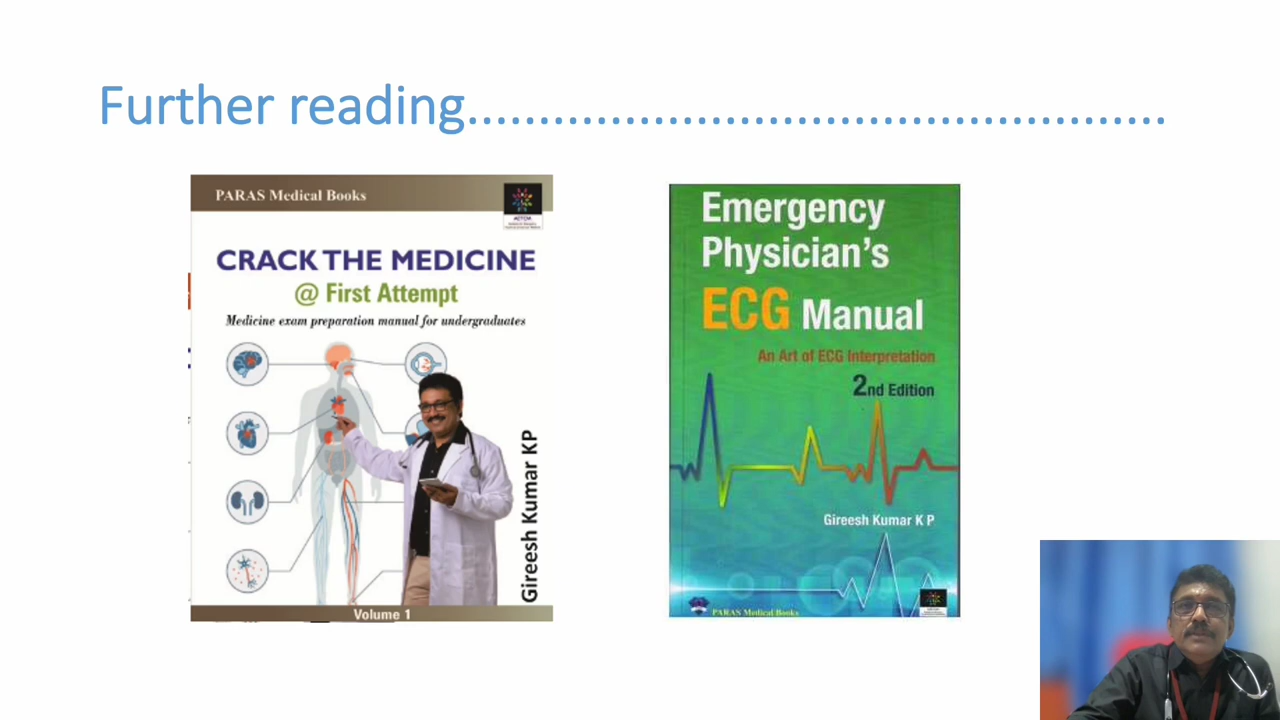 Further reading.................................................
PARAS Medical Books
AETCM
CRACK THE MEDICINE
@ First Attempt
Medicine exam preparation manual for undergraduates
Gireesh Kumar KP
Volume 1
Emergency
Physician's
ECG Manual
An Art of ECG Interpretation
2nd Edition
Gireesh Kumar K P
PARAS Medical Books